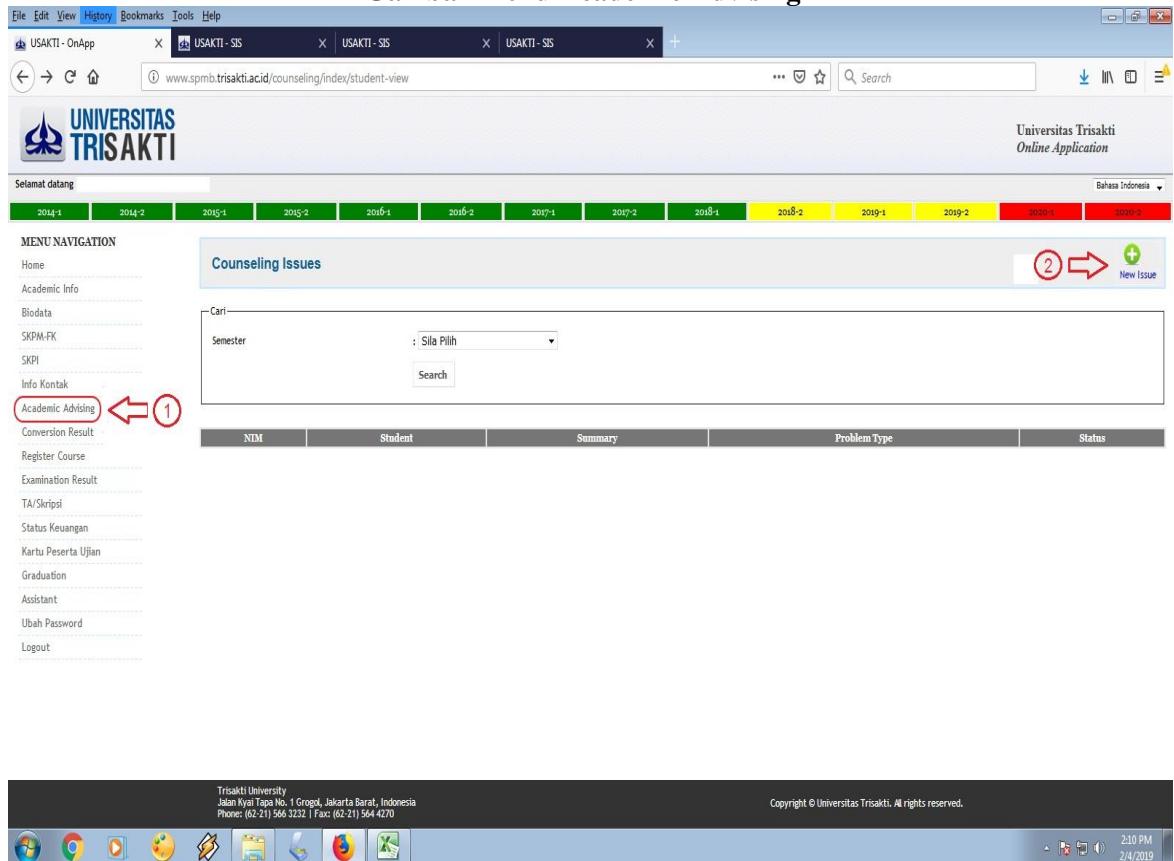 File Edit View History Bookmarks Tools Help
USAKTI - OnApp
USAKTI - SIS
USAKTI - SIS
USAKTI - SIS
www.spmb.trisakti.ac.id/counseling/index/student-view
Search
UNIVERSITAS
TRISAKTI
Universitas Trisakti
Online Application
Selamat datang
Bahasa Indonesia
2014-1 2014-2 2015-1 2015-2 2016-1 2016-2 2017-1 2017-2 2018-1 2018-2 2019-1 2019-2 2020-1 2020-2
MENU NAVIGATION
Home
Academic Info
Biodata
SKPM-FK
SKPI
Info Kontak
Academic Advising
1
Conversion Result
Register Course
Examination Result
TA/Skripsi
Status Keuangan
Kartu Peserta Ujian
Graduation
Assistant
Ubah Password
Logout
Counseling Issues
2
New Issue
Cari
Semester : Sila Pilih
Search
NIM Student Summary Problem Type Status
Trisakti University
Jalan Kyai Tapa No. 1 Grogol, Jakarta Barat, Indonesia
Phone: (62-21) 566 3232 | Fax: (62-21) 564 4270
Copyright © Universitas Trisakti. All rights reserved.
2:10 PM
2/4/2019